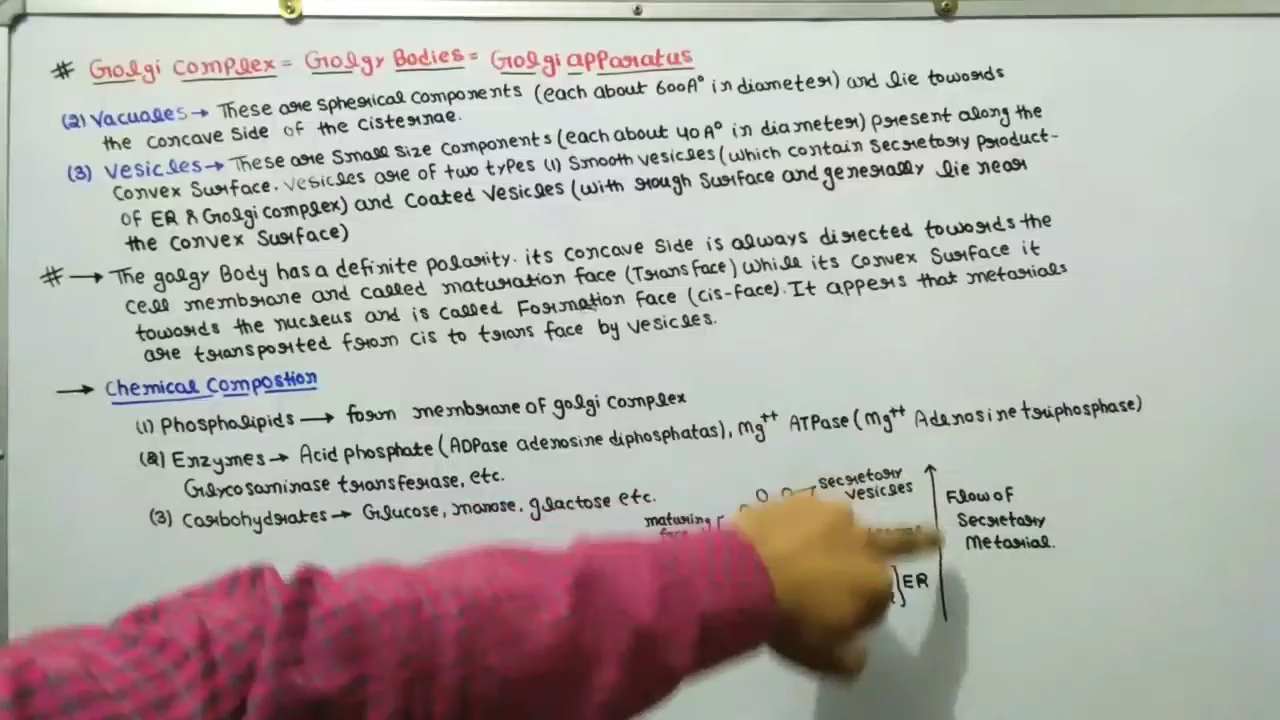 # Golgi complex = Golgy Bodies = Golgi apparatus
(2) Vacuoles → These are spherical components (each about 600A° in diameter) and lie towords
the concave side of the cisternae.
(3) Vesicles → These are Small size components (each about 40A° in diameter) present along the
Convex Surface. Vesicles are of two types (1) Smooth vesicles (which contain Secretory product-
of ER & Golgi complex) and Coated Vesicles (with rough Surface and generally lie near
the convex Surface)
# → The golgy Body has a definite polarity. its concave Side is always directed towords the
cell membrane and called maturation face (Trans face) While its Convex Surface it
towords the nucleus and is called Formation face (cis-face). It appers that metarials
are transported from cis to trans face by vesicles.
→ Chemical Compostion
(1) Phospholipids → form membrane of golgi complex
(2) Enzymes → Acid phosphate (ADPase adenosine diphosphatas), Mg++ ATPase (Mg++ Adenosine triphosphase)
Glycosaminase transferase, etc.
(3) Carbohydrates → Glucose, manose, glactose etc.
secretory
vesicles
maturing
Flow of
Secretary
Metarial.
ER